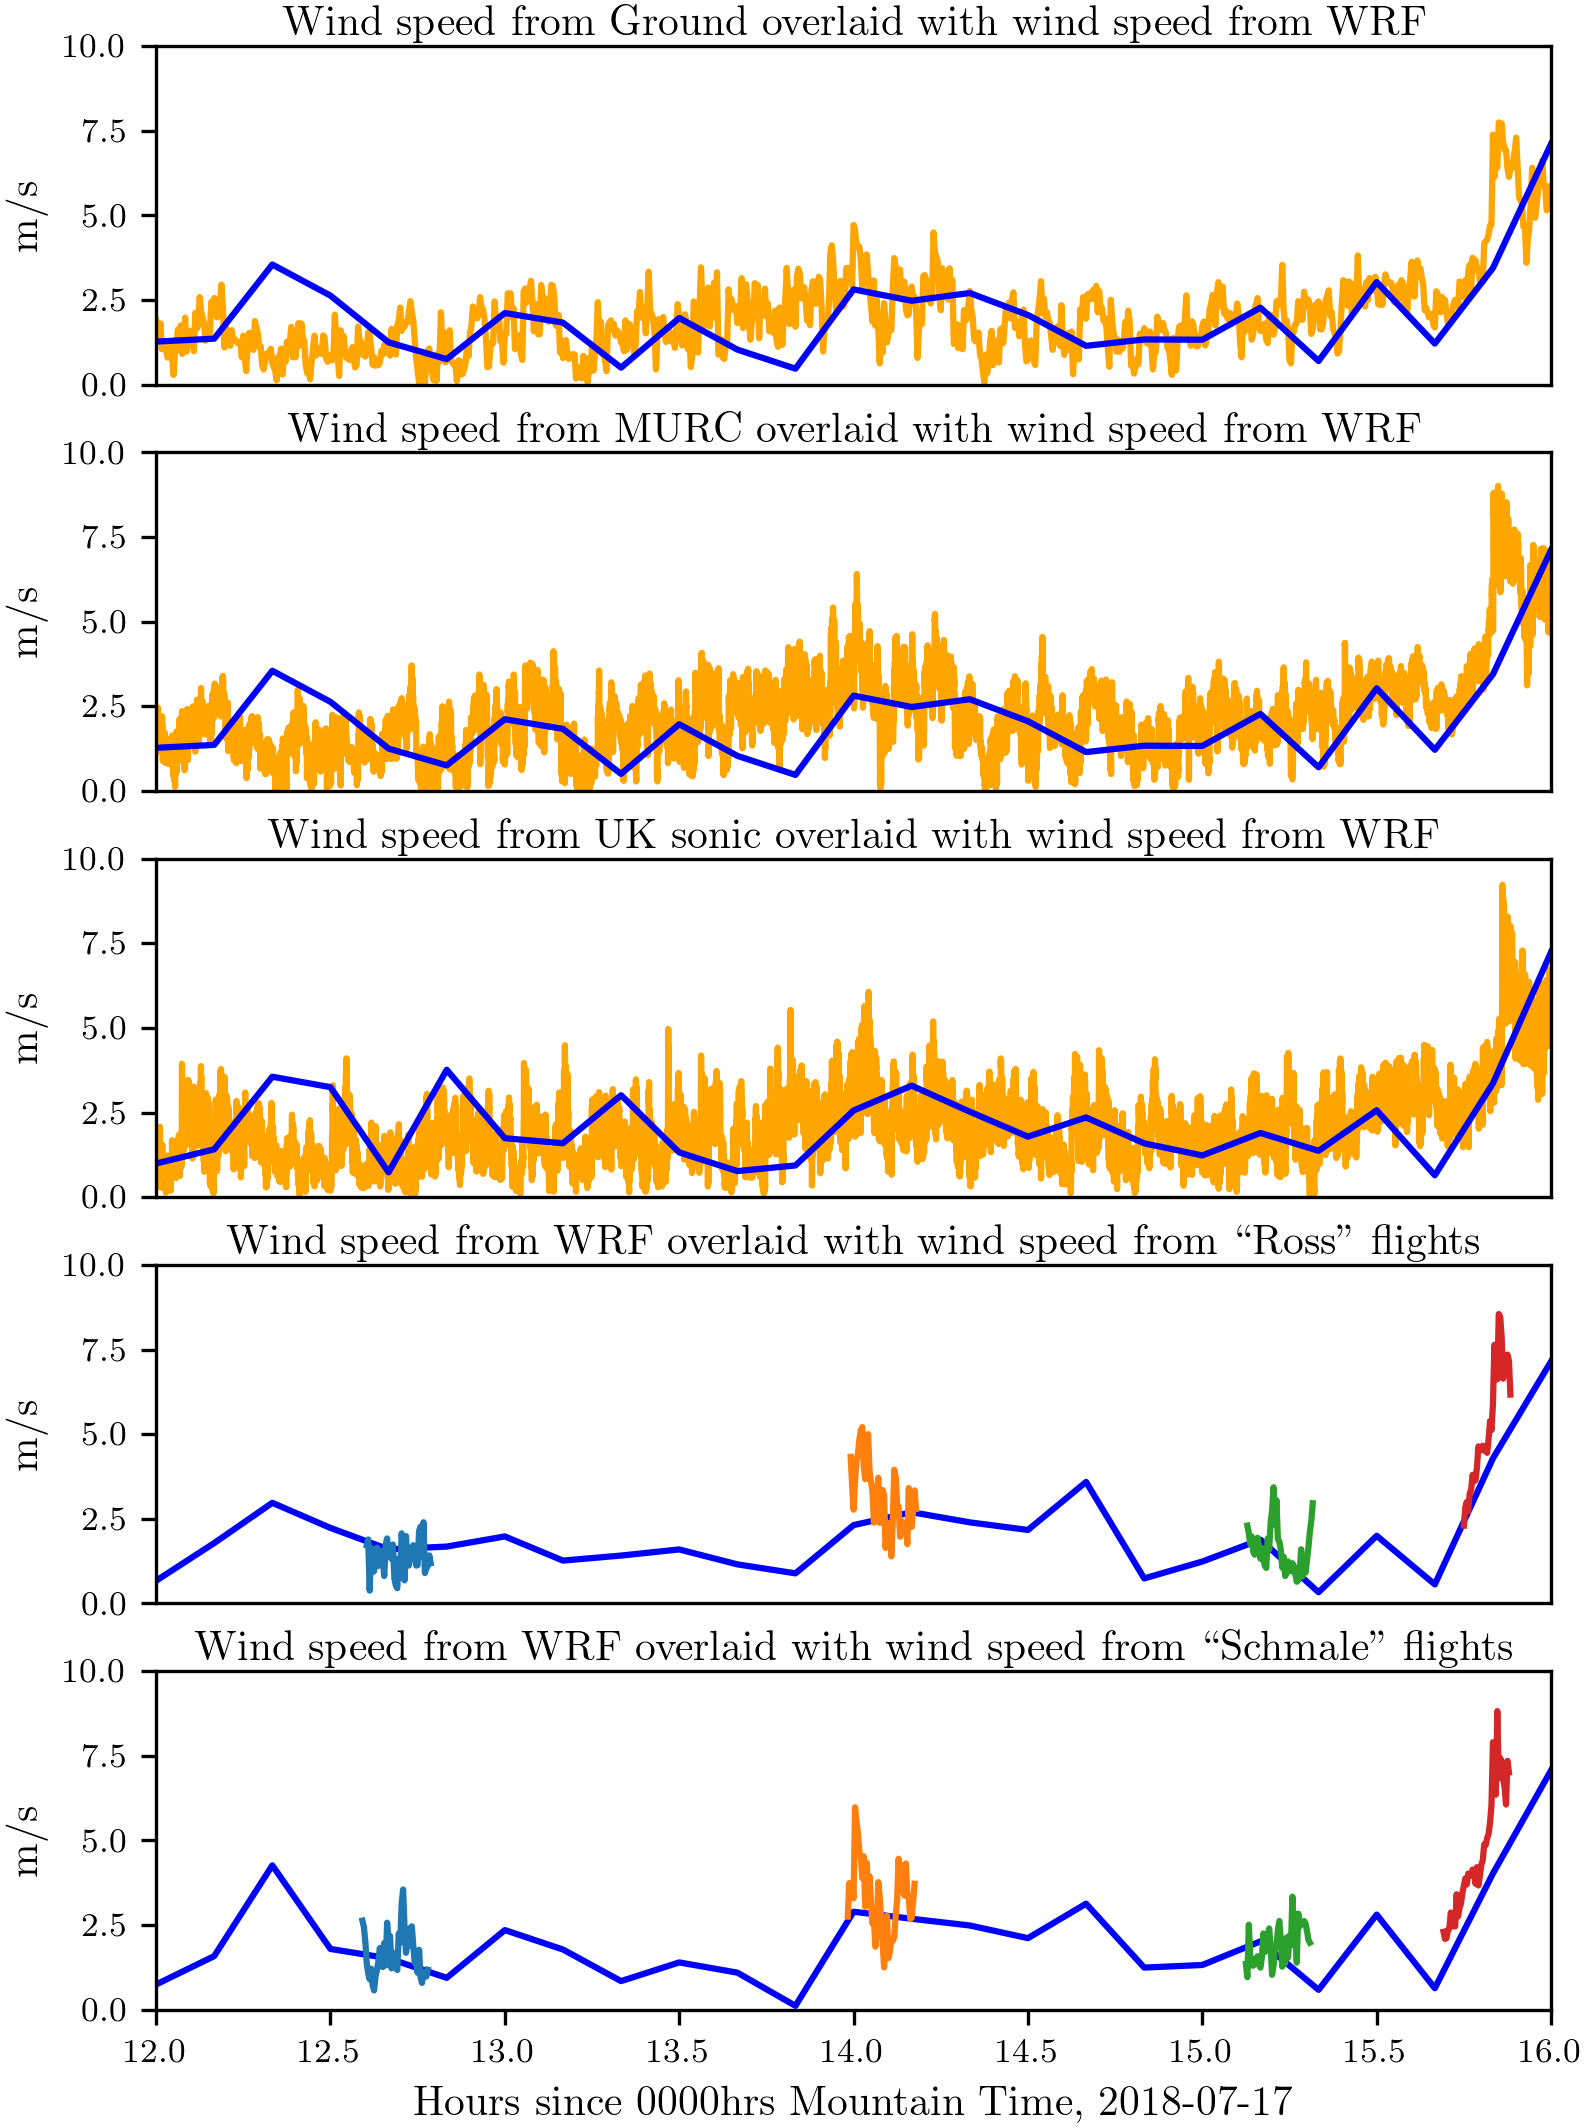 Wind speed from Ground overlaid with wind speed from WRF
10.0
7.5
5.0
2.5
0.0
m/s
Wind speed from MURC overlaid with wind speed from WRF
10.0
7.5
5.0
2.5
0.0
m/s
Wind speed from UK sonic overlaid with wind speed from WRF
10.0
7.5
5.0
2.5
0.0
m/s
Wind speed from WRF overlaid with wind speed from “Ross” flights
10.0
7.5
5.0
2.5
0.0
m/s
Wind speed from WRF overlaid with wind speed from “Schmale” flights
10.0
7.5
5.0
2.5
0.0
m/s
12.0 12.5 13.0 13.5 14.0 14.5 15.0 15.5 16.0
Hours since 0000hrs Mountain Time, 2018-07-17